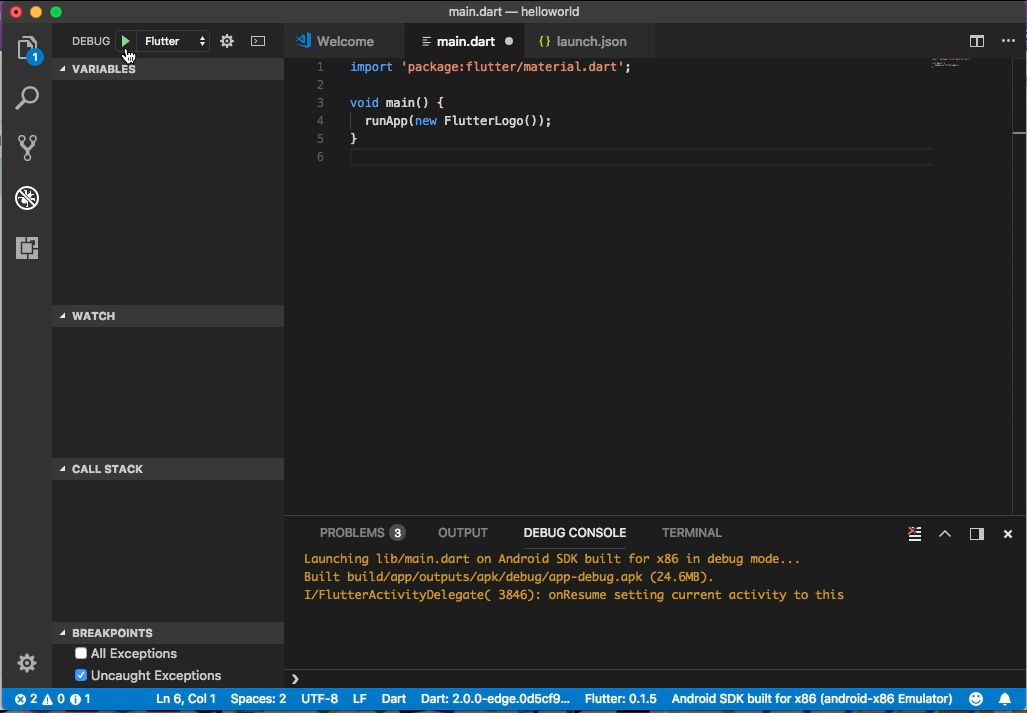 main.dart — helloworld
DEBUG Flutter
Welcome main.dart {} launch.json
1
VARIABLES
1 import 'package:flutter/material.dart';
2
3 void main() {
4 runApp(new FlutterLogo());
5 }
6
WATCH
CALL STACK
PROBLEMS 3 OUTPUT DEBUG CONSOLE TERMINAL
Launching lib/main.dart on Android SDK built for x86 in debug mode...
Built build/app/outputs/apk/debug/app-debug.apk (24.6MB).
I/FlutterActivityDelegate( 3846): onResume setting current activity to this
BREAKPOINTS
All Exceptions
Uncaught Exceptions
2 0 1 Ln 6, Col 1 Spaces: 2 UTF-8 LF Dart Dart: 2.0.0-edge.0d5cf9... Flutter: 0.1.5 Android SDK built for x86 (android-x86 Emulator)